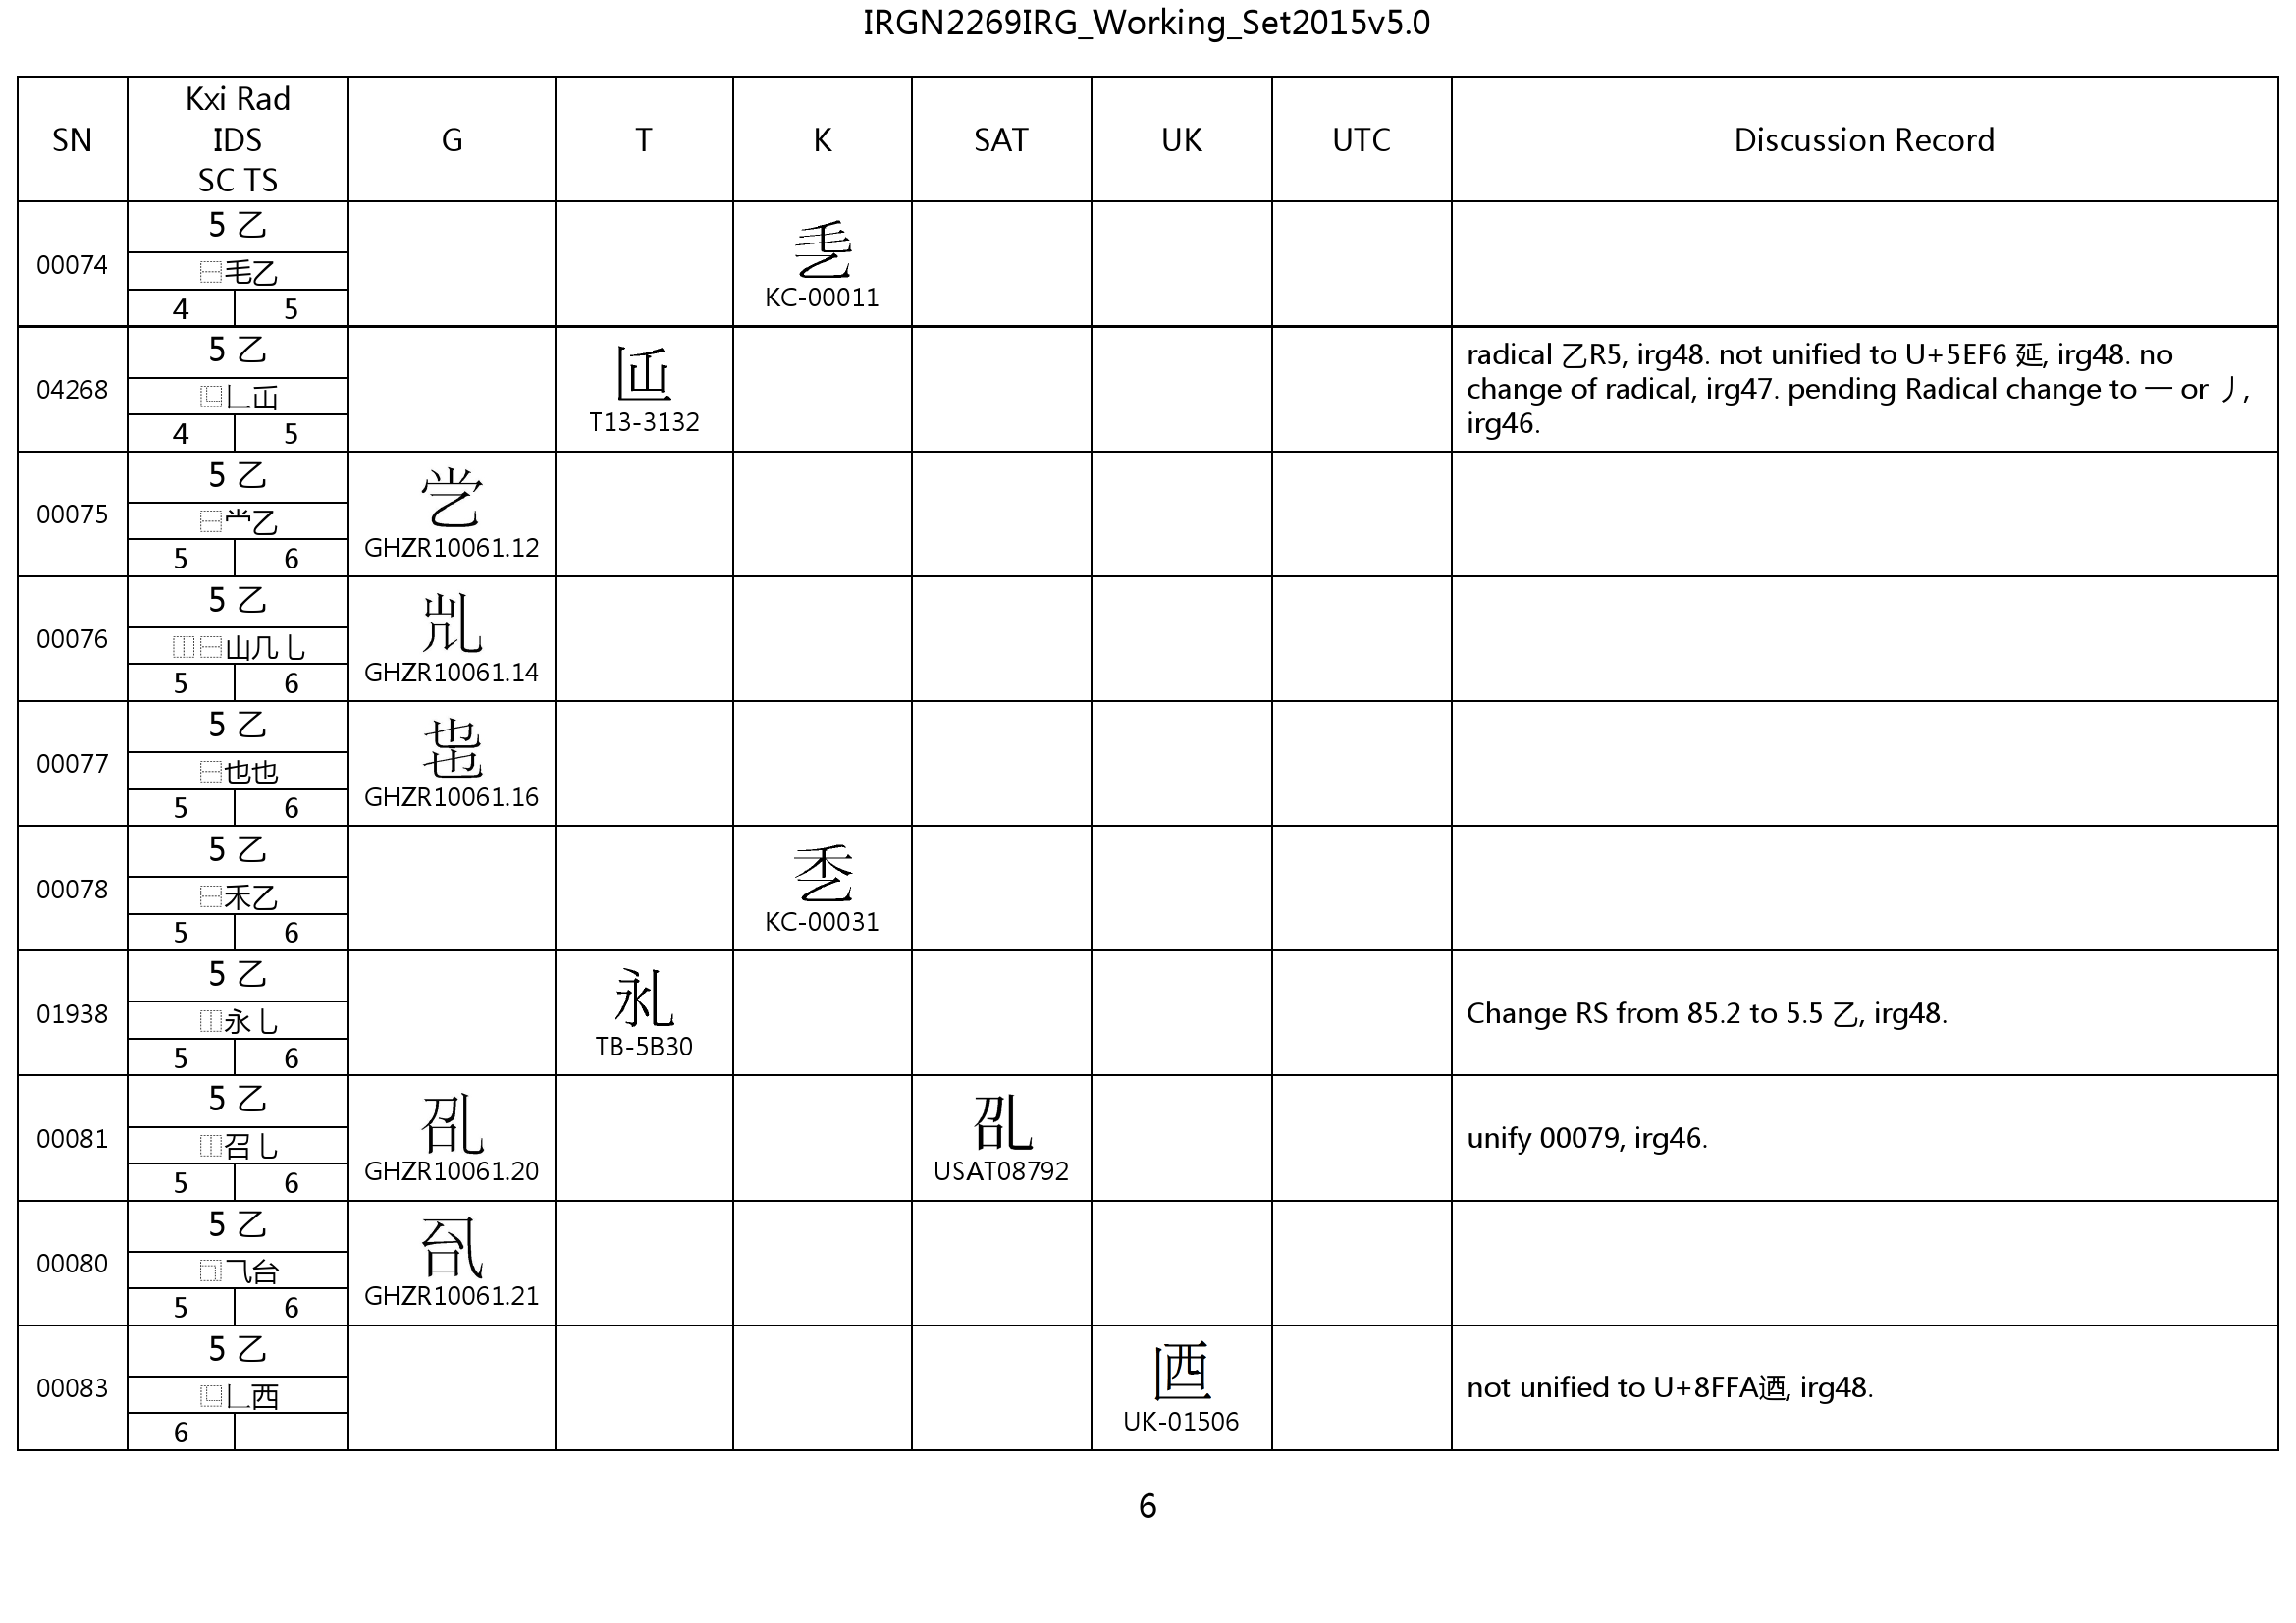 IRGN2269IRG_Working_Set2015v5.0
SN Kxi Rad IDS SC TS G T K SAT UK UTC Discussion Record
00074
5 乙
⿱毛乙
4 5
KC-00011
04268
5 乙
⿺𠃊𠀐
4 5
T13-3132
radical 乙R5, irg48. not unified to U+5EF6 延, irg48. no
change of radical, irg47. pending Radical change to 一 or 丿,
irg46.
00075
5 乙
⿱龸乙
5 6
GHZR10061.12
00076
5 乙
⿰⿱山几乚
5 6
GHZR10061.14
00077
5 乙
⿱也也
5 6
GHZR10061.16
00078
5 乙
⿱禾乙
5 6
KC-00031
01938
5 乙
⿰永乚
5 6
TB-5B30
Change RS from 85.2 to 5.5 乙, irg48.
00081
5 乙
⿰召乚
5 6
GHZR10061.20
USAT08792
unify 00079, irg46.
00080
5 乙
⿹⺄台
5 6
GHZR10061.21
00083
5 乙
⿺𠃊西
6
UK-01506
not unified to U+8FFA迺, irg48.
6